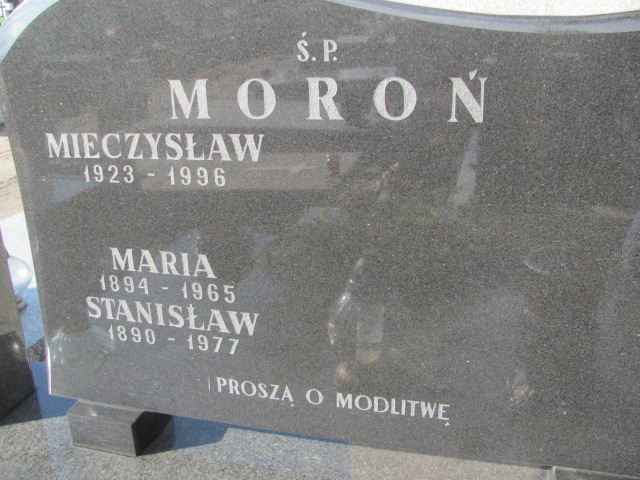 Ś.P.
MOROŃ
MIECZYSŁAW
1923 - 1996
MARIA
1894 - 1965
STANISŁAW
1890 - 1977
PROSZĄ O MODLITWĘ